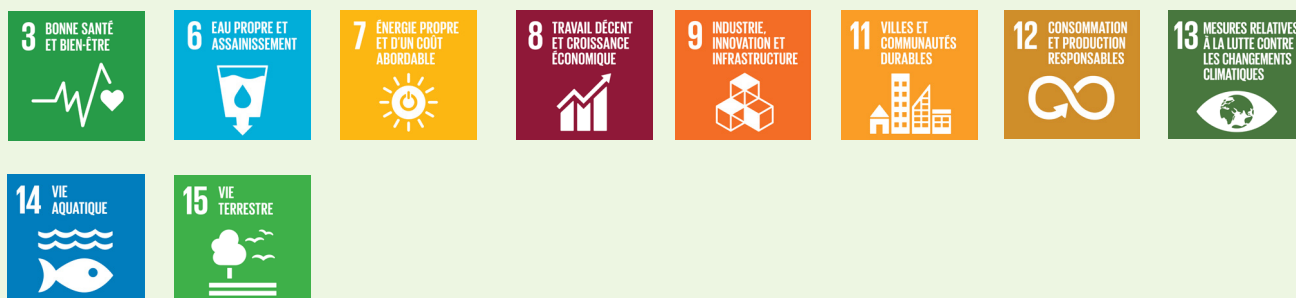 3 BONNE SANTÉ
ET BIEN-ÊTRE
6 EAU PROPRE ET
ASSAINISSEMENT
7 ÉNERGIE PROPRE
ET D'UN COÛT
ABORDABLE
8 TRAVAIL DÉCENT
ET CROISSANCE
ÉCONOMIQUE
9 INDUSTRIE,
INNOVATION ET
INFRASTRUCTURE
11 VILLES ET
COMMUNAUTÉS
DURABLES
12 CONSOMMATION
ET PRODUCTION
RESPONSABLES
13 MESURES RELATIVES
À LA LUTTE CONTRE
LES CHANGEMENTS
CLIMATIQUES
14 VIE
AQUATIQUE
15 VIE
TERRESTRE